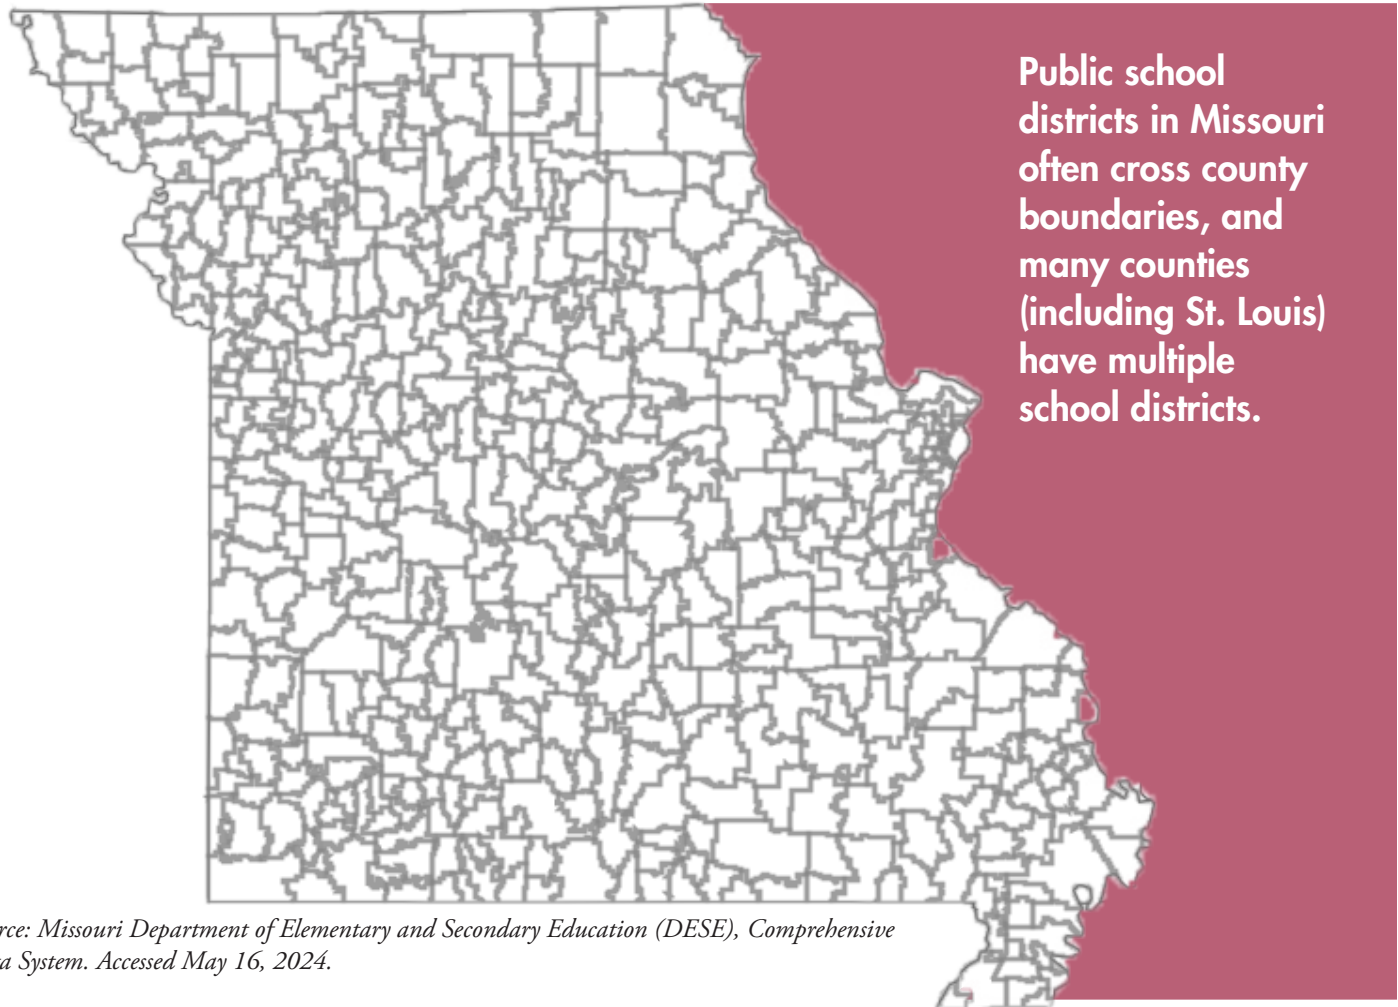 Public school
districts in Missouri
often cross county
boundaries, and
many counties
(including St. Louis)
have multiple
school districts.
rce: Missouri Department of Elementary and Secondary Education (DESE), Comprehensive
a System. Accessed May 16, 2024.